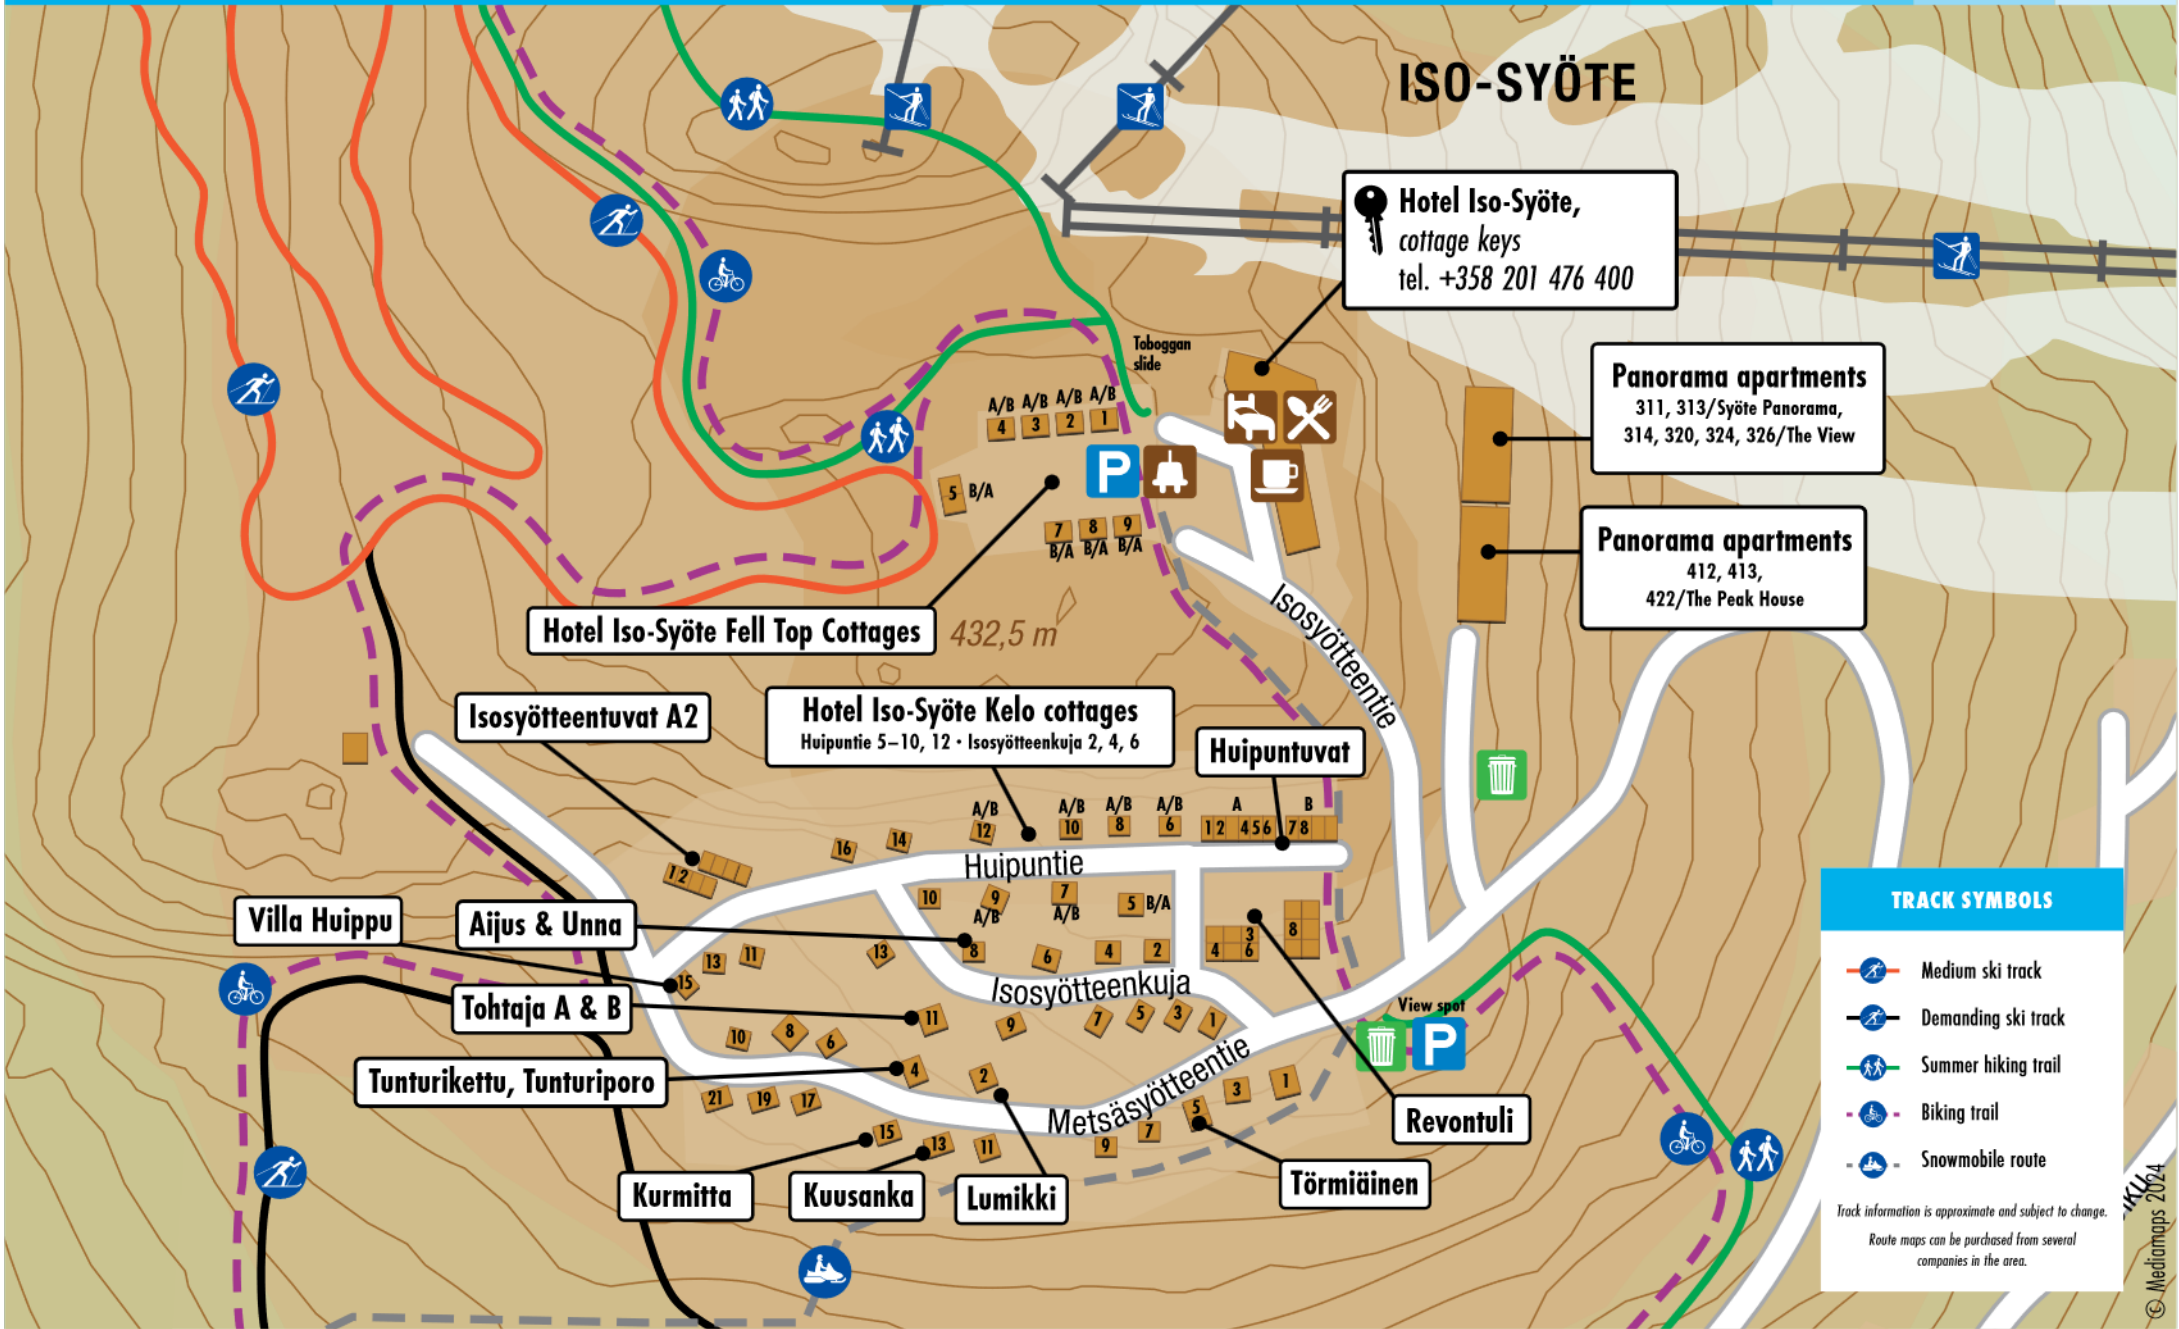 ISO-SYÖTE
Hotel Iso-Syöte,
cottage keys
tel. +358 201 476 400
Toboggan
slide
Panorama apartments
311, 313/Syöte Panorama,
314, 320, 324, 326/The View
A/B A/B A/B A/B
4 3 2 1
P
5 B/A
7 8 9
B/A B/A B/A
Panorama apartments
412, 413,
422/The Peak House
Hotel Iso-Syöte Fell Top Cottages
432,5 m
Isosyötteentie
Isosyötteentuvat A2
Hotel Iso-Syöte Kelo cottages
Huipuntie 5–10, 12 • Isosyötteenkuja 2, 4, 6
Huipuntuvat
A/B A/B A/B A/B A B
16 14 12 10 8 6 1 2 4 5 6 7 8
1 2
Huipuntie
10 9 7 5 B/A
A/B A/B
Villa Huippu
Aijus & Unna
13 11 13 8 6 4 2
3 8
4 6
15
Isosyötteenkuja
Tohtaja A & B
11 9 7 5 3 1
View spot
P
10 8 6
Metsäsyötteentie
Tunturikettu, Tunturiporo
4 2
21 19 17
3 1
5
7
9
15 13 11
Revontuli
Kurmitta
Kuusanka
Lumikki
Törmiäinen
TRACK SYMBOLS
Medium ski track
Demanding ski track
Summer hiking trail
Biking trail
Snowmobile route
Track information is approximate and subject to change.
Route maps can be purchased from several
companies in the area.
© Mediamaps 2024